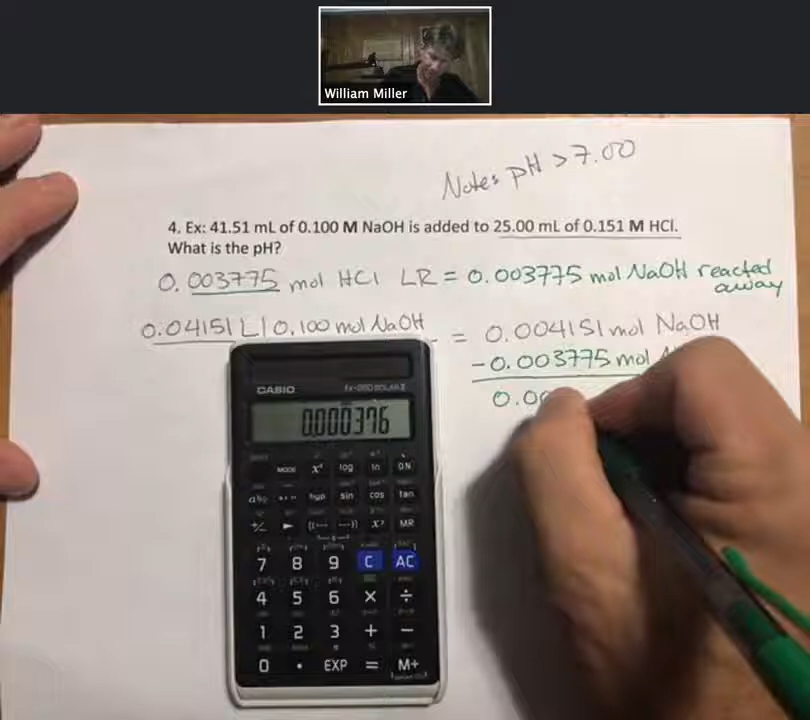 William Miller
Note: pH > 7.00
4. Ex: 41.51 mL of 0.100 M NaOH is added to 25.00 mL of 0.151 M HCl.
What is the pH?
0.003775 mol HCl LR = 0.003775 mol NaOH reacted
away
0.04151 L | 0.100 mol NaOH = 0.004151 mol NaOH
-0.003775 mol
0.00
CASIO
0.000376
MODE log ln ON
hyp sin cos tan
MR
7 8 9 C AC
4 5 6 × ÷
1 2 3 + −
0 . EXP = M+